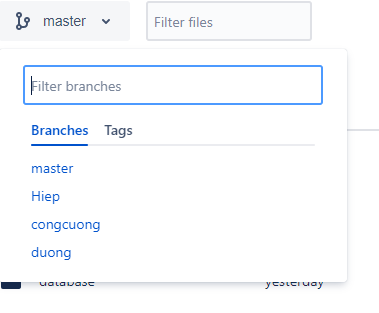 master Filter files
Filter branches
Branches Tags
master
Hiep
congcuong
duong
database yesterday